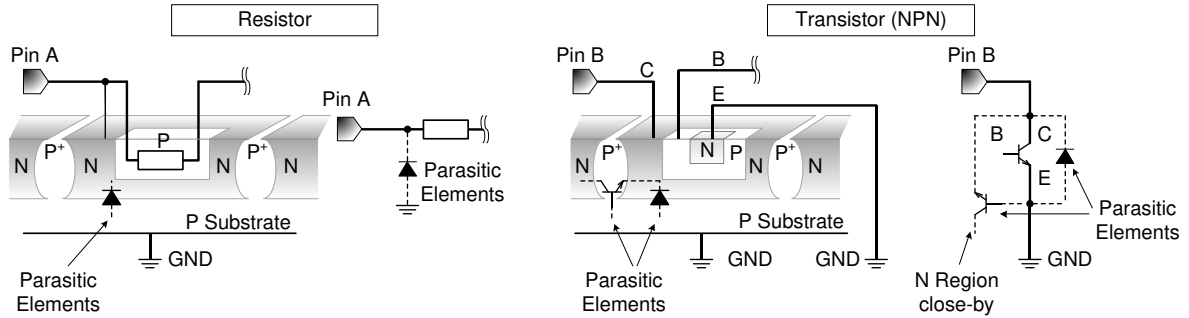 Resistor
Transistor (NPN)
Pin A
Pin B
C
B
E
Pin B
Pin A
N
P+
N
P
N
P+
N
Parasitic
Elements
N
P+
N
N
P
P+
N
B
C
E
P Substrate
GND
Parasitic
Elements
P Substrate
GND
GND
Parasitic
Elements
Parasitic
Elements
N Region
close-by